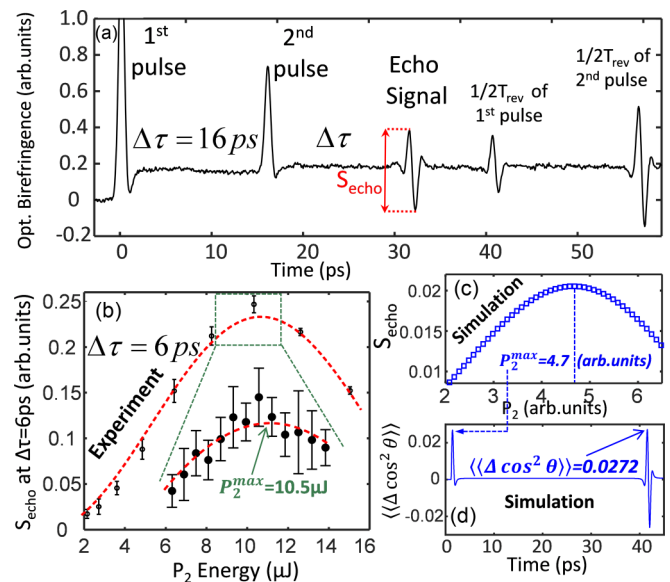 (a)
1st pulse
2nd pulse
Echo Signal
1/2Trev of 1st pulse
1/2Trev of 2nd pulse
Δτ = 16 ps
Δτ
Secho
Opt. Birefringence (arb.units)
1.0
0.8
0.6
0.4
0.2
0
-0.2
0
10
20
30
40
50
Time (ps)
(b)
Δτ = 6 ps
Experiment
P2max=10.5μJ
Secho at Δτ=6ps (arb.units)
0.25
0.2
0.15
0.1
0.05
0
2
4
6
8
10
12
14
16
P2 Energy (μJ)
(c)
Simulation
P2max=4.7 (arb.units)
Secho
0.02
0.015
0.01
2
3
4
5
6
P2 (arb.units)
(d)
⟨⟨Δ cos2 θ⟩⟩=0.0272
Simulation
⟨⟨Δ cos2 θ⟩⟩
0.02
0
-0.02
0
20
40
Time (ps)